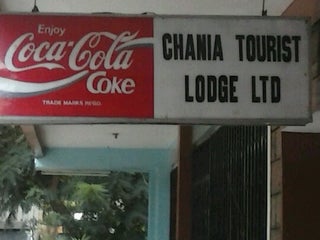 Enjoy
Coca-Cola
Coke
TRADE MARKS REGD.
CHANIA TOURIST
LODGE LTD